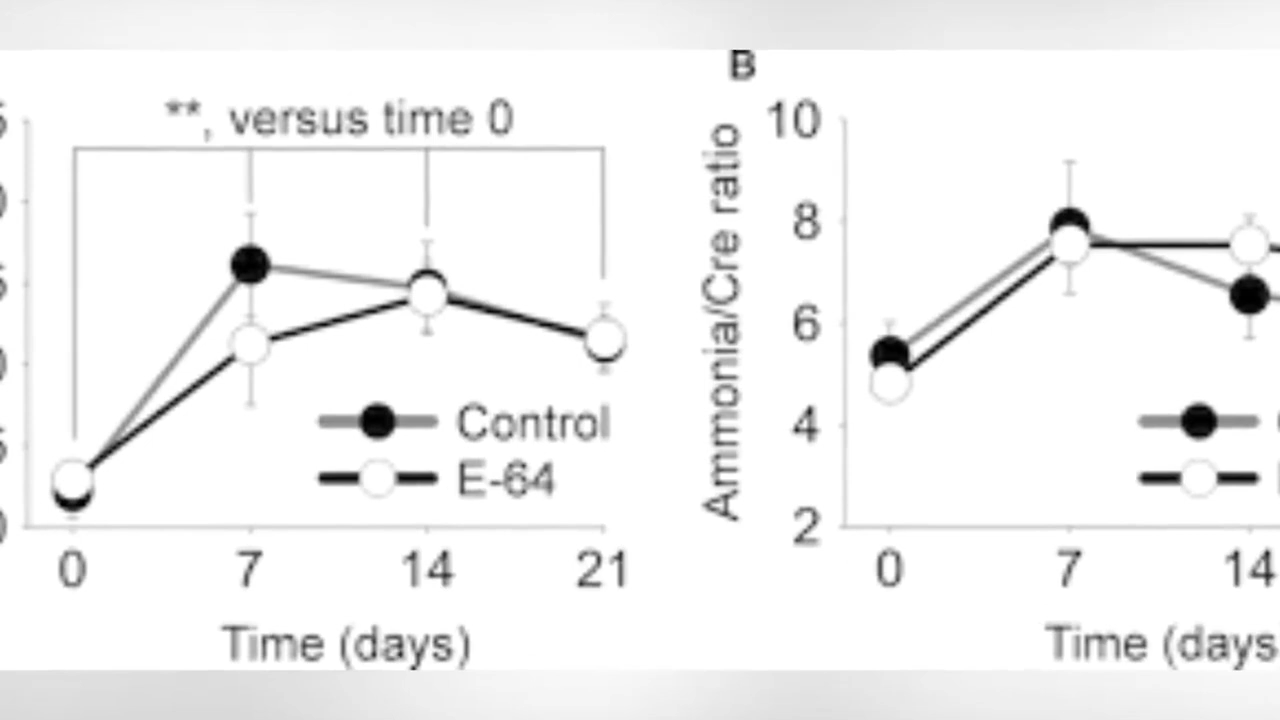 **, versus time 0
Control
E-64
0 7 14 21
Time (days)
B
Ammonia/Cre ratio
10
8
6
4
2
0 7 14
Time (days